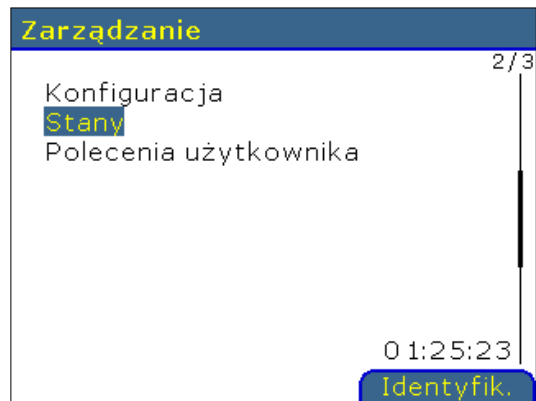 Zarządzanie
2/3
Konfiguracja
Stany
Polecenia użytkownika
01:25:23
Identyfik.